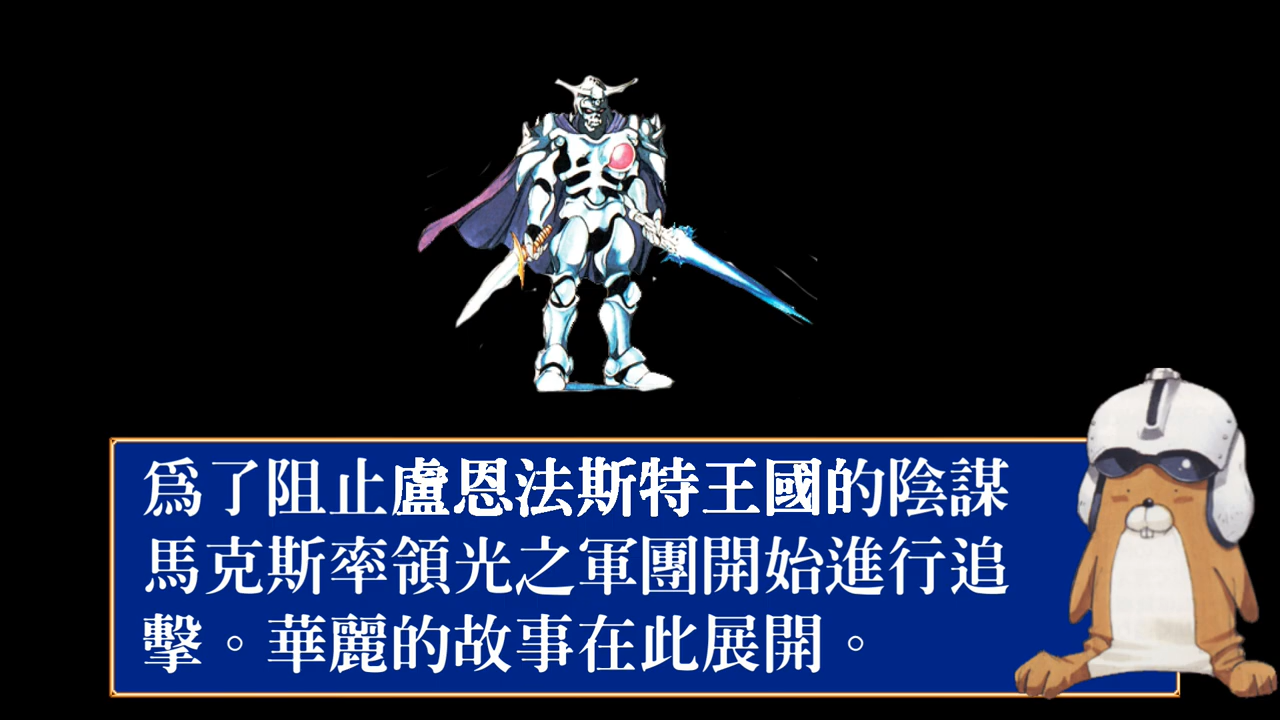 爲了阻止盧恩法斯特王國的陰謀
馬克斯率領光之軍團開始進行追
擊。華麗的故事在此展開。